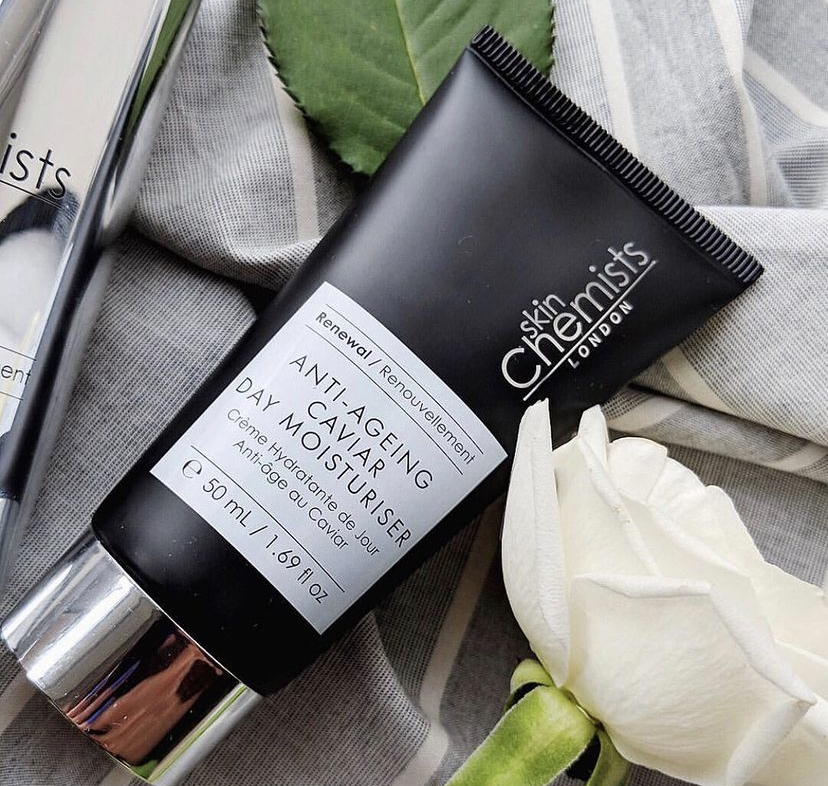 ists
ent
skin
Chemists
LONDON
Renewal / Renouvellement
ANTI-AGEING
CAVIAR
DAY MOISTURISER
Crème Hydratante de Jour
Anti-âge au Caviar
℮ 50 mL / 1.69 fl oz